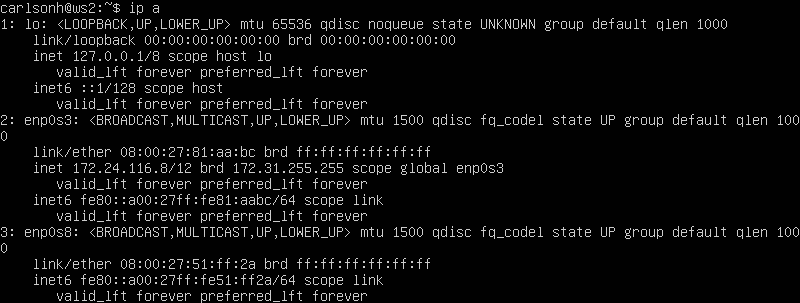 carlsonh@ws2:~$ ip a
1: lo: <LOOPBACK,UP,LOWER_UP> mtu 65536 qdisc noqueue state UNKNOWN group default qlen 1000
link/loopback 00:00:00:00:00:00 brd 00:00:00:00:00:00
inet 127.0.0.1/8 scope host lo
valid_lft forever preferred_lft forever
inet6 ::1/128 scope host
valid_lft forever preferred_lft forever
2: enp0s3: <BROADCAST,MULTICAST,UP,LOWER_UP> mtu 1500 qdisc fq_codel state UP group default qlen 100
0
link/ether 08:00:27:81:aa:bc brd ff:ff:ff:ff:ff:ff
inet 172.24.116.8/12 brd 172.31.255.255 scope global enp0s3
valid_lft forever preferred_lft forever
inet6 fe80::a00:27ff:fe81:aabc/64 scope link
valid_lft forever preferred_lft forever
3: enp0s8: <BROADCAST,MULTICAST,UP,LOWER_UP> mtu 1500 qdisc fq_codel state UP group default qlen 100
0
link/ether 08:00:27:51:ff:2a brd ff:ff:ff:ff:ff:ff
inet6 fe80::a00:27ff:fe51:ff2a/64 scope link
valid_lft forever preferred_lft forever